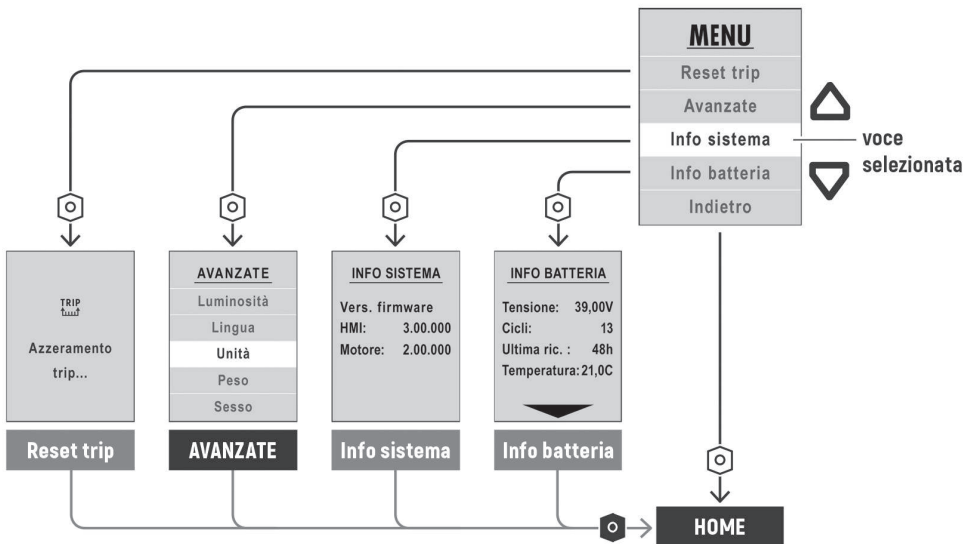 MENU
Reset trip
Avanzate
Info sistema
Info batteria
Indietro
voce
selezionata
TRIP
Azzeramento
trip...
Reset trip
AVANZATE
Luminosità
Lingua
Unità
Peso
Sesso
AVANZATE
INFO SISTEMA
Vers. firmware
HMI: 3.00.000
Motore: 2.00.000
Info sistema
INFO BATTERIA
Tensione: 39,00V
Cicli: 13
Ultima ric. : 48h
Temperatura:21,0C
Info batteria
HOME